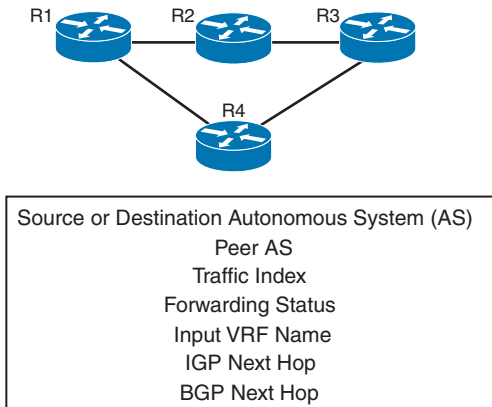 R1
R2
R3
R4
Source or Destination Autonomous System (AS)
Peer AS
Traffic Index
Forwarding Status
Input VRF Name
IGP Next Hop
BGP Next Hop